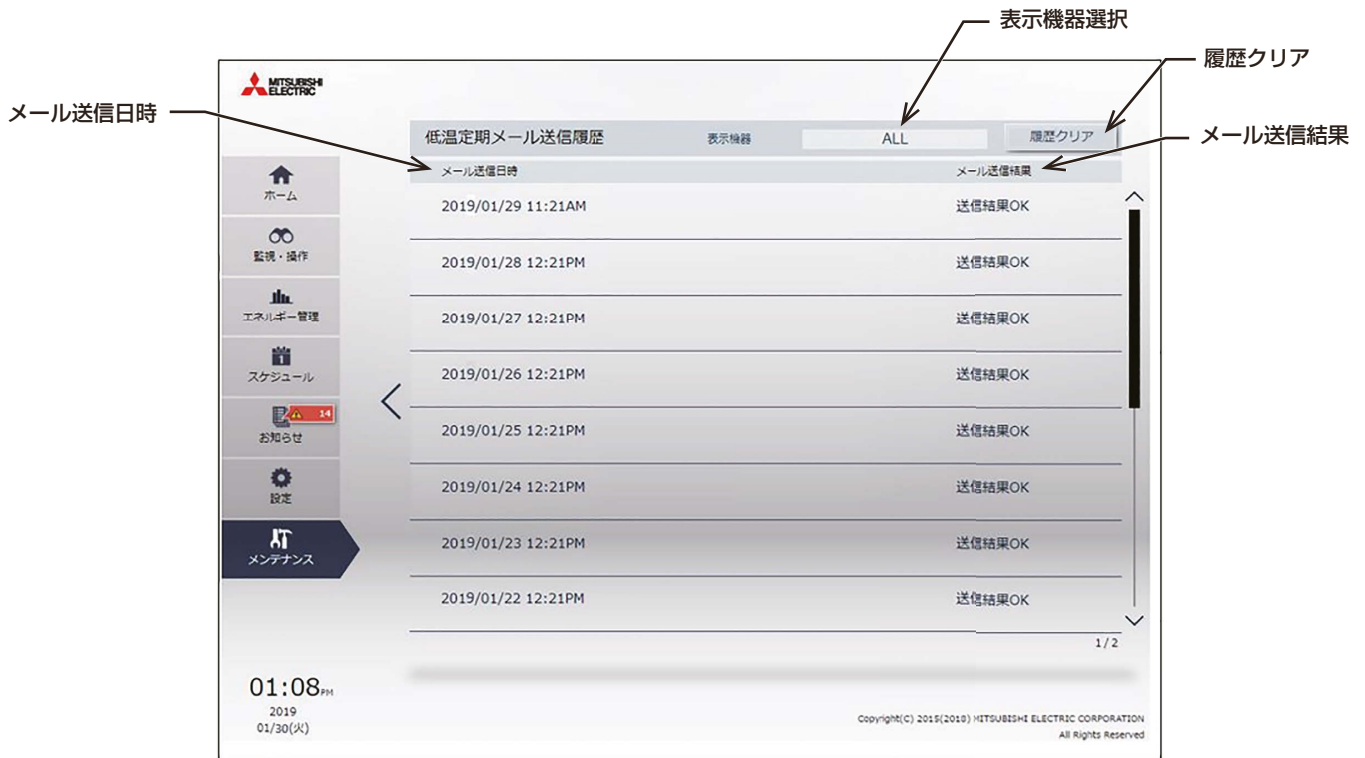 表示機器選択
履歴クリア
メール送信日時
メール送信結果
MITSUBISHI
ELECTRIC
低温定期メール送信履歴 表示機器 ALL 履歴クリア
メール送信日時 メール送信結果
ホーム
監視・操作
エネルギー管理
1
スケジュール
14
お知らせ
設定
メンテナンス
2019/01/29 11:21AM 送信結果OK
2019/01/28 12:21PM 送信結果OK
2019/01/27 12:21PM 送信結果OK
2019/01/26 12:21PM 送信結果OK
2019/01/25 12:21PM 送信結果OK
2019/01/24 12:21PM 送信結果OK
2019/01/23 12:21PM 送信結果OK
2019/01/22 12:21PM 送信結果OK
1/2
01:08PM
2019
01/30(火)
Copyright(C) 2015(2018) MITSUBISHI ELECTRIC CORPORATION
All Rights Reserved